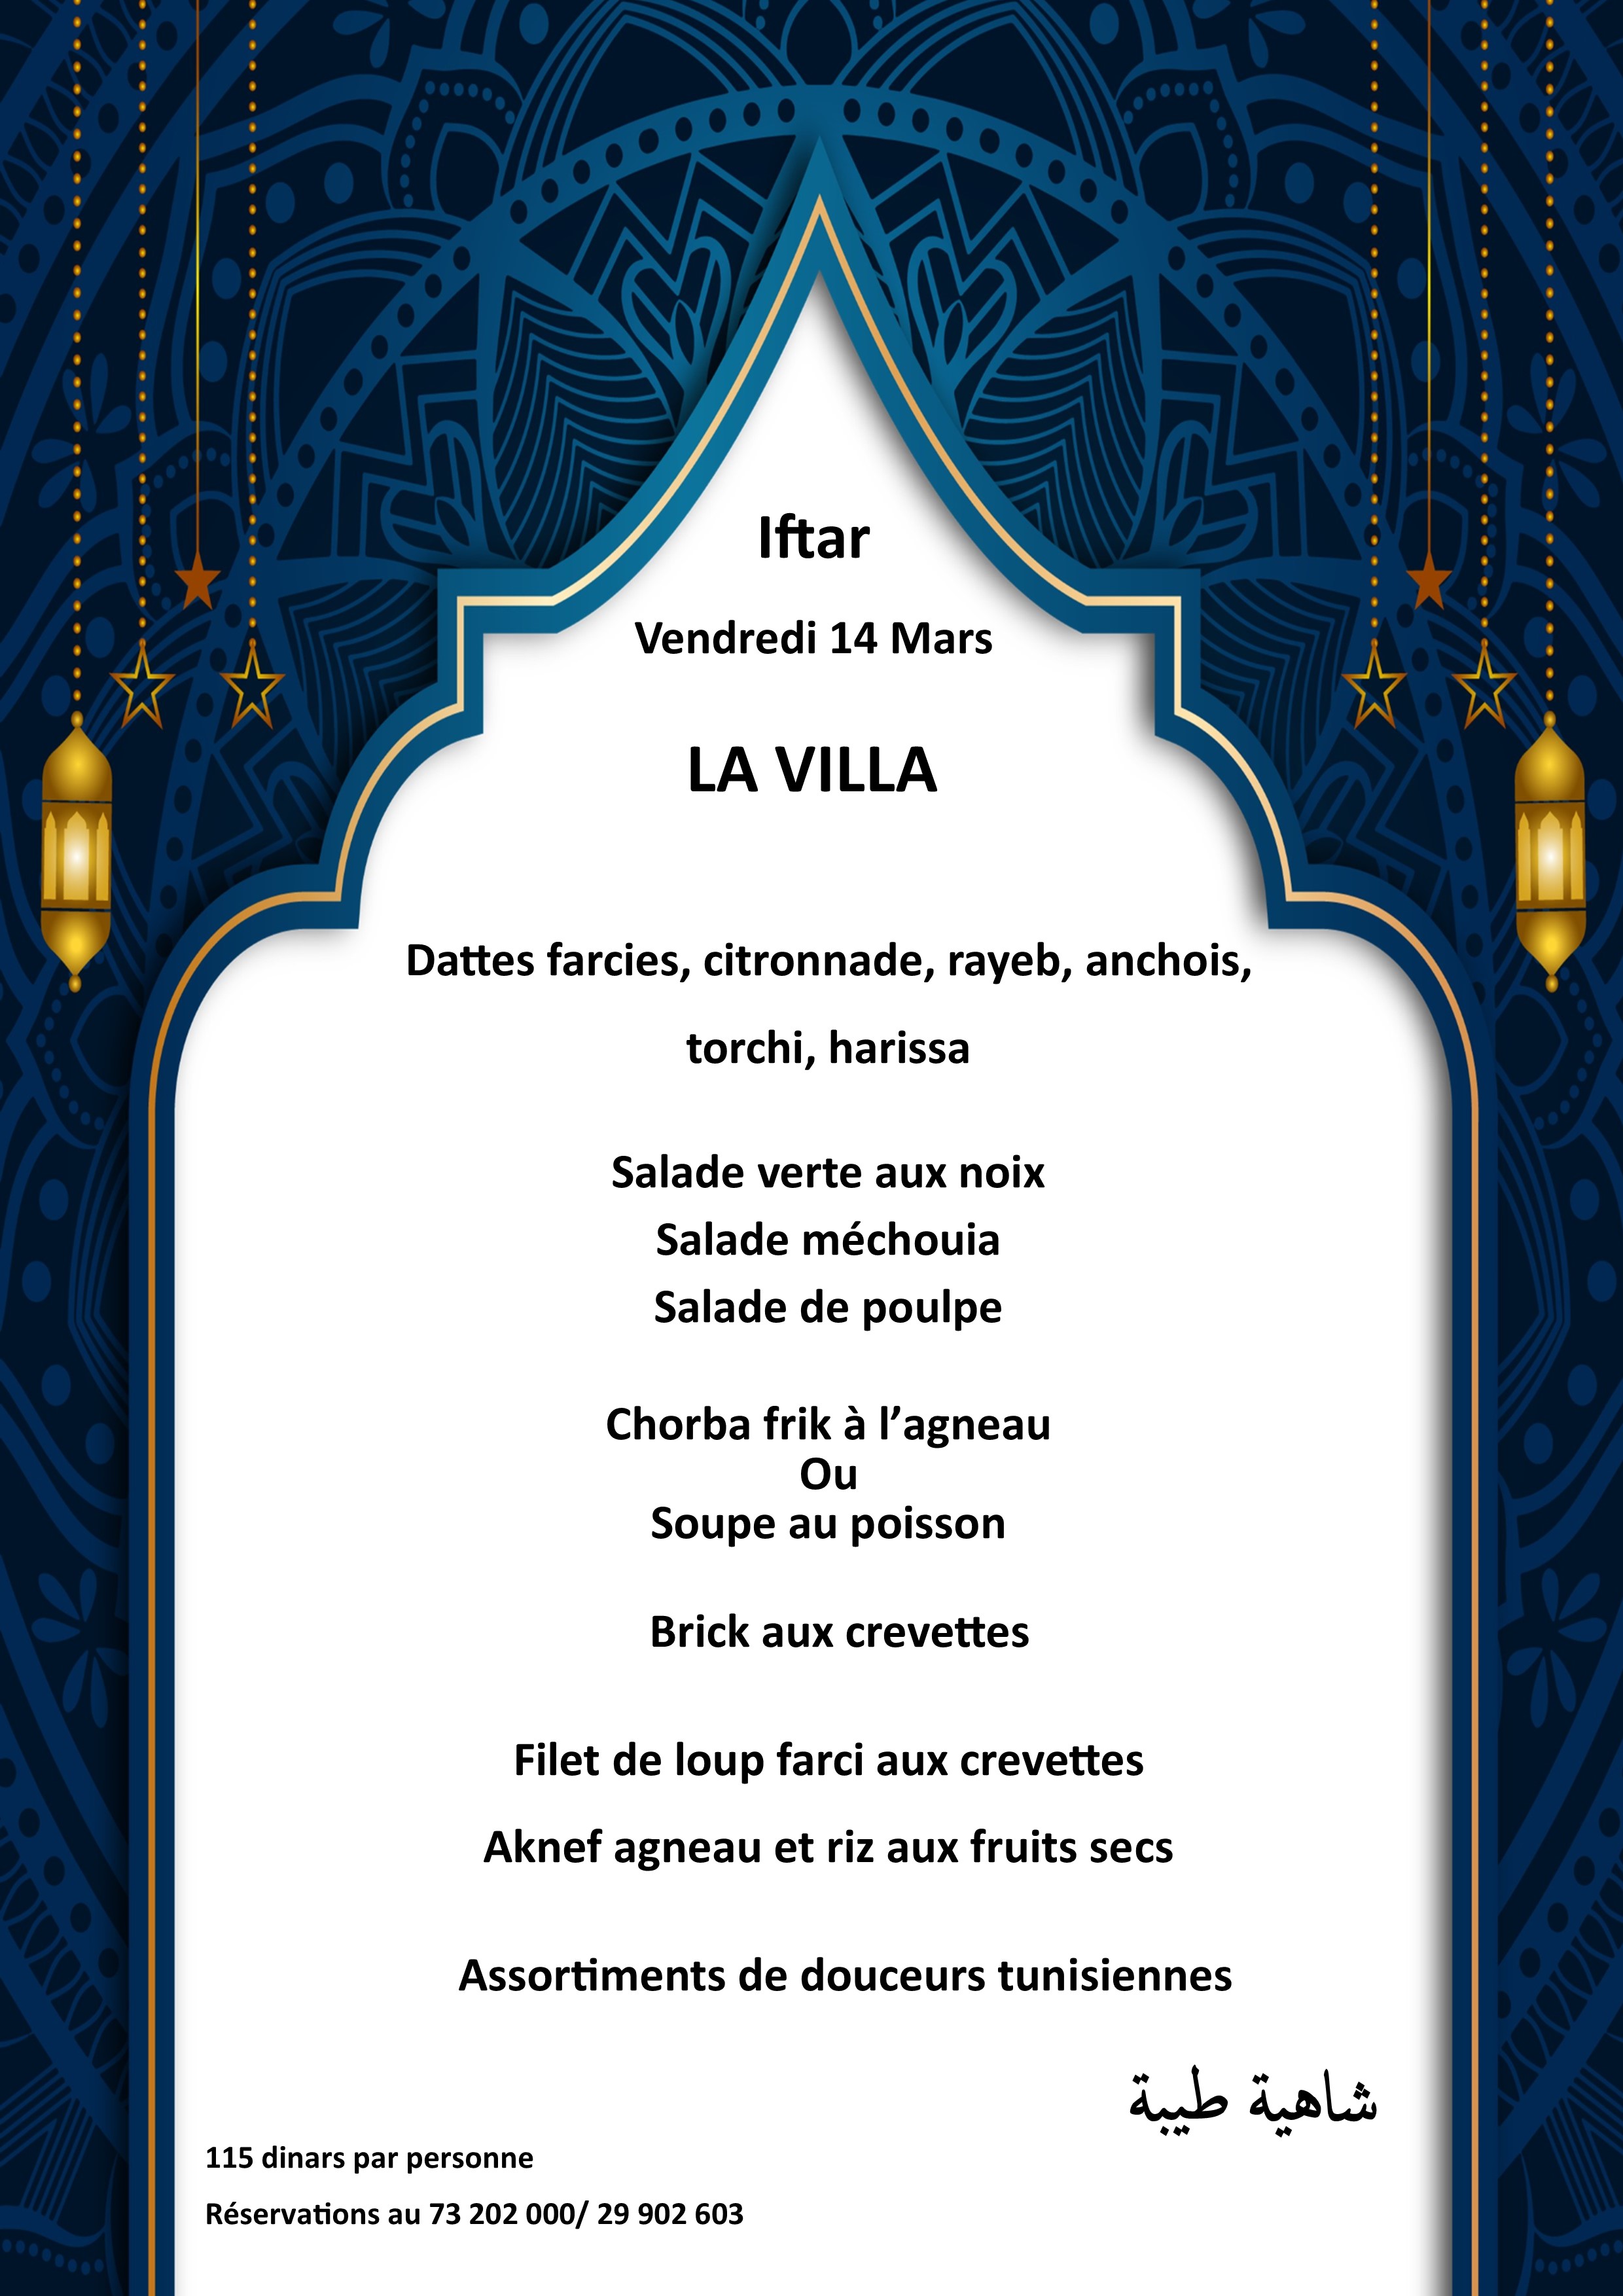 Iftar
Vendredi 14 Mars
LA VILLA
Dattes farcies, citronnade, rayeb, anchois,
torchi, harissa
Salade verte aux noix
Salade méchouia
Salade de poulpe
Chorba frik à l’agneau
Ou
Soupe au poisson
Brick aux crevettes
Filet de loup farci aux crevettes
Aknef agneau et riz aux fruits secs
Assortiments de douceurs tunisiennes
شاهية طيبة
115 dinars par personne
Réservations au 73 202 000/ 29 902 603